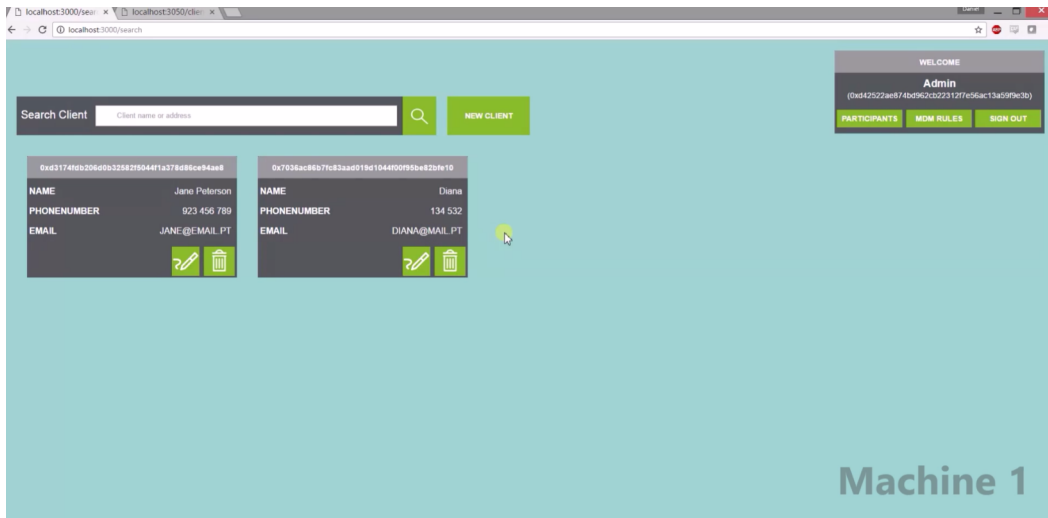 localhost:3000/sear
localhost:3050/clie
Daniel
localhost:3000/search
WELCOME
Admin
(0xd42522ae874bd962cb22312f7e56ac13a59f9e3b)
PARTICIPANTS MDM RULES SIGN OUT
Search Client Client name or address NEW CLIENT
0xd3174fdb206d0b32582f5044f1a378d86ce94ae8
NAME Jane Peterson
PHONENUMBER 923 456 789
EMAIL JANE@EMAIL.PT
0x7036ac86b7fc83aad019d1044f00f95be82bfe10
NAME Diana
PHONENUMBER 134 532
EMAIL DIANA@MAIL.PT
Machine 1